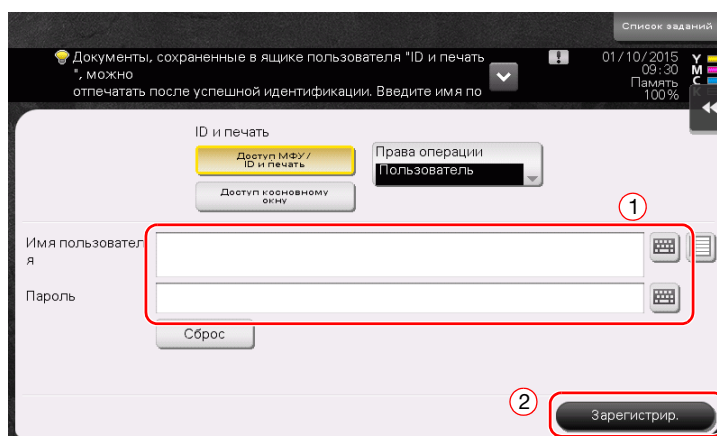 Список заданий
Документы, сохраненные в ящике пользователя "ID и печать
", можно
отпечатать после успешной идентификации. Введите имя по
01/10/2015
09:30
Память
100%
Y
M
C
K
ID и печать
Доступ МФУ/
ID и печать
Права операции
Пользователь
Доступ косновному
окну
1
Имя пользовател
я
Пароль
Сброс
2
Зарегистрир.